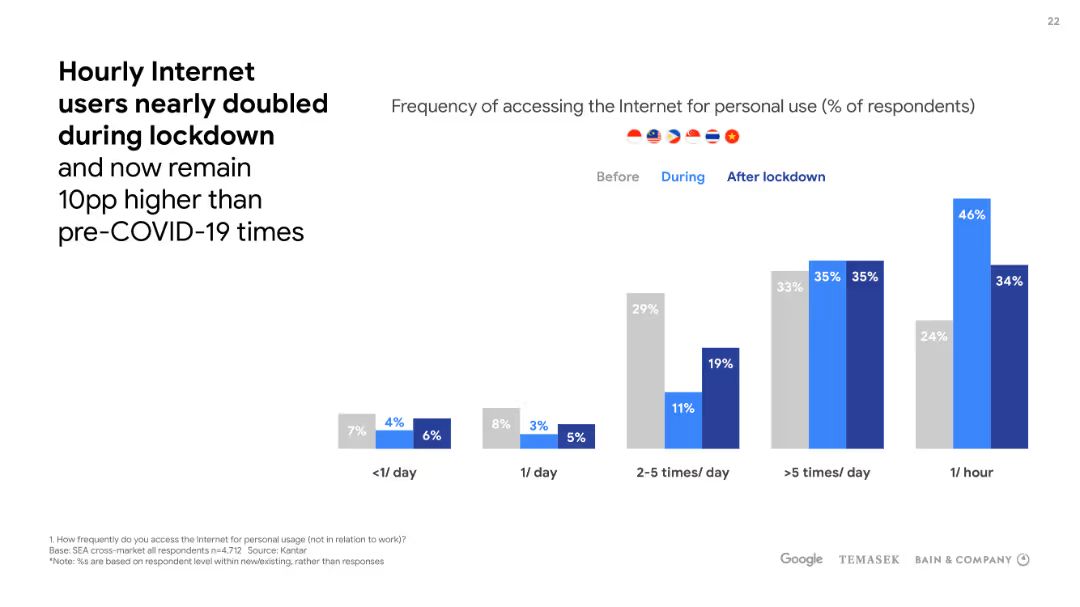 22
Hourly Internet
users nearly doubled
during lockdown
and now remain
10pp higher than
pre-COVID-19 times
Frequency of accessing the Internet for personal use (% of respondents)
Before During After lockdown
7% 4% 6%
8% 3% 5%
29% 11% 19%
33% 35% 35%
24% 46% 34%
<1/ day 1/ day 2-5 times/ day >5 times/ day 1/ hour
1. How frequently do you access the Internet for personal usage (not in relation to work)?
Base: SEA cross-market all respondents n=4,712 Source: Kantar
*Note: %s are based on respondent level within new/existing, rather than responses
Google TEMASEK BAIN & COMPANY